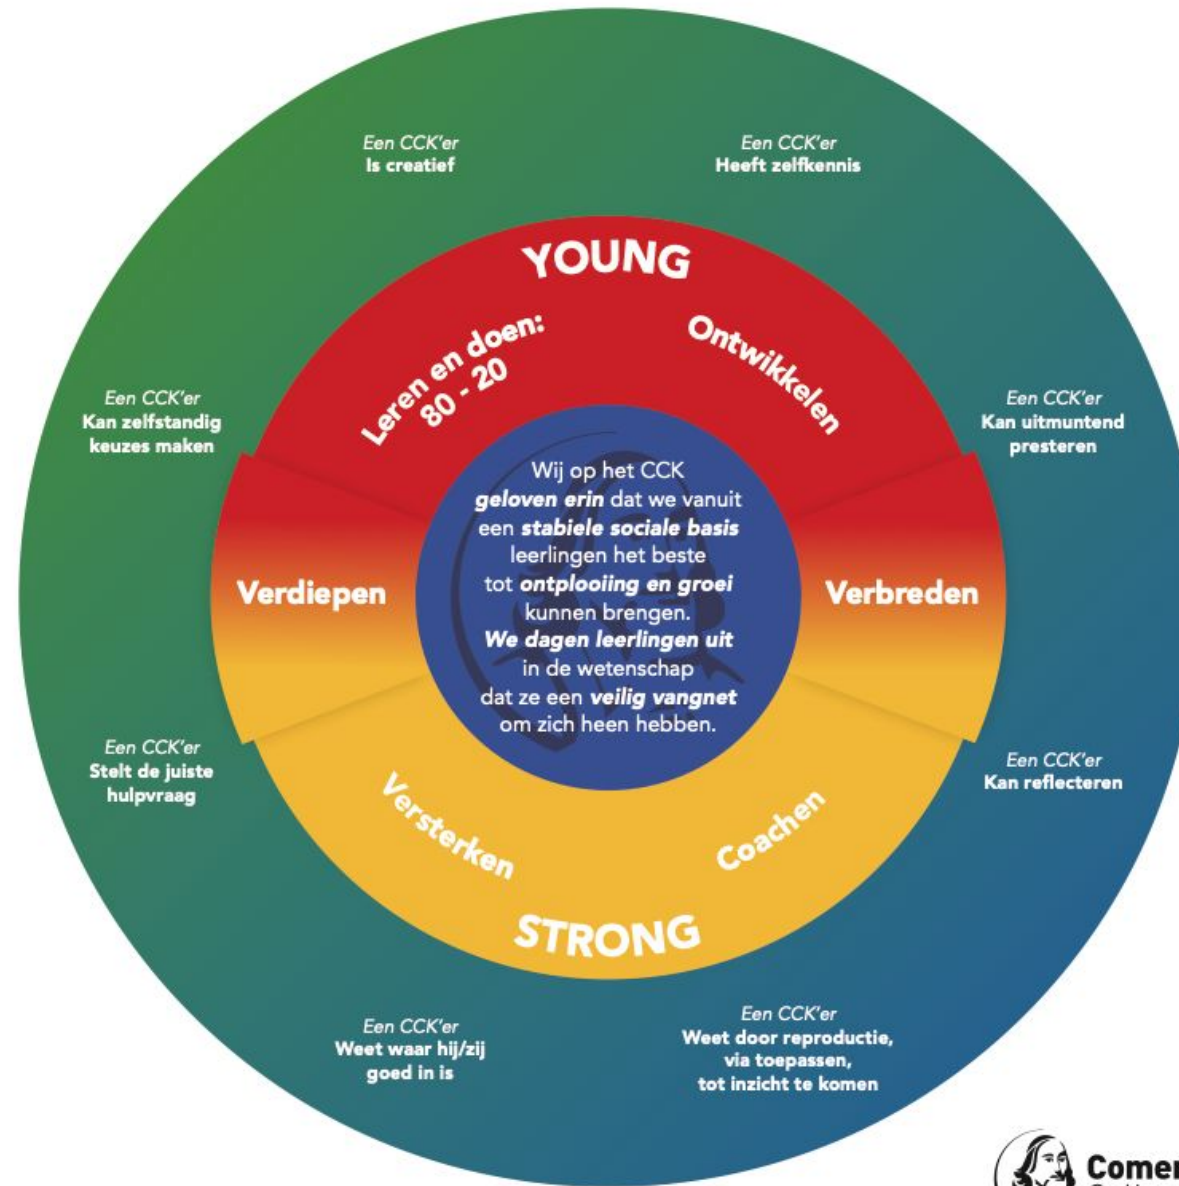 Een CCK'er
Is creatief
Een CCK'er
Heeft zelfkennis
YOUNG
Leren en doen:
80 - 20
Ontwikkelen
Een CCK'er
Kan zelfstandig
keuzes maken
Een CCK'er
Kan uitmuntend
presteren
Wij op het CCK
geloven erin dat we vanuit
een stabiele sociale basis
leerlingen het beste
tot ontplooiing en groei
kunnen brengen.
We dagen leerlingen uit
in de wetenschap
dat ze een veilig vangnet
om zich heen hebben.
Verdiepen
Verbreden
Een CCK'er
Stelt de juiste
hulpvraag
Een CCK'er
Kan reflecteren
Versterken
Coachen
STRONG
Een CCK'er
Weet waar hij/zij
goed in is
Een CCK'er
Weet door reproductie,
via toepassen,
tot inzicht te komen